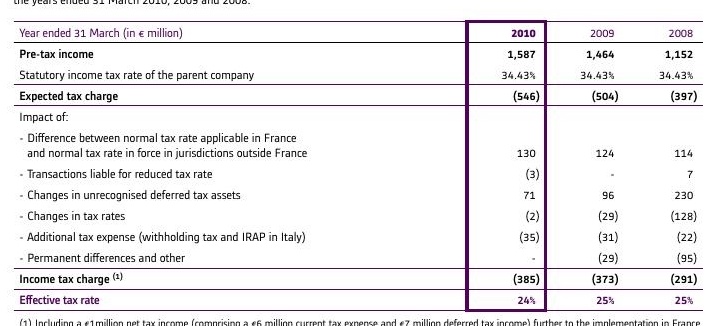 the years ended 31 March 2010, 2009 and 2008.
Year ended 31 March (in € million) 2010 2009 2008
Pre-tax income 1,587 1,464 1,152
Statutory income tax rate of the parent company 34.43% 34.43% 34.43%
Expected tax charge (546) (504) (397)
Impact of:
- Difference between normal tax rate applicable in France
and normal tax rate in force in jurisdictions outside France 130 124 114
- Transactions liable for reduced tax rate (3) - 7
- Changes in unrecognised deferred tax assets 71 96 230
- Changes in tax rates (2) (29) (128)
- Additional tax expense (withholding tax and IRAP in Italy) (35) (31) (22)
- Permanent differences and other - (29) (95)
Income tax charge (1) (385) (373) (291)
Effective tax rate 24% 25% 25%
(1) Including a €1million net tax income (comprising a €6 million current tax expense and €7 million deferred tax income) further to the implementation in France